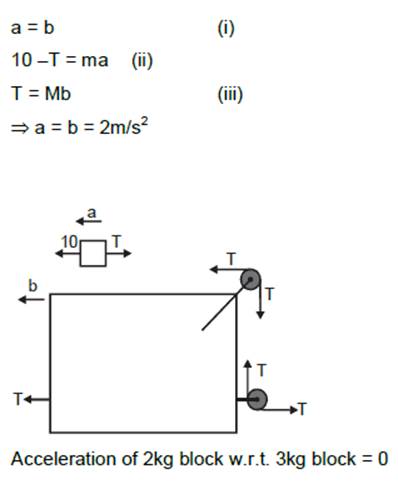 a = b (i)
10 –T = ma (ii)
T = Mb (iii)
⇒ a = b = 2m/s²
a
10 T
T
b T
T
T T
Acceleration of 2kg block w.r.t. 3kg block = 0